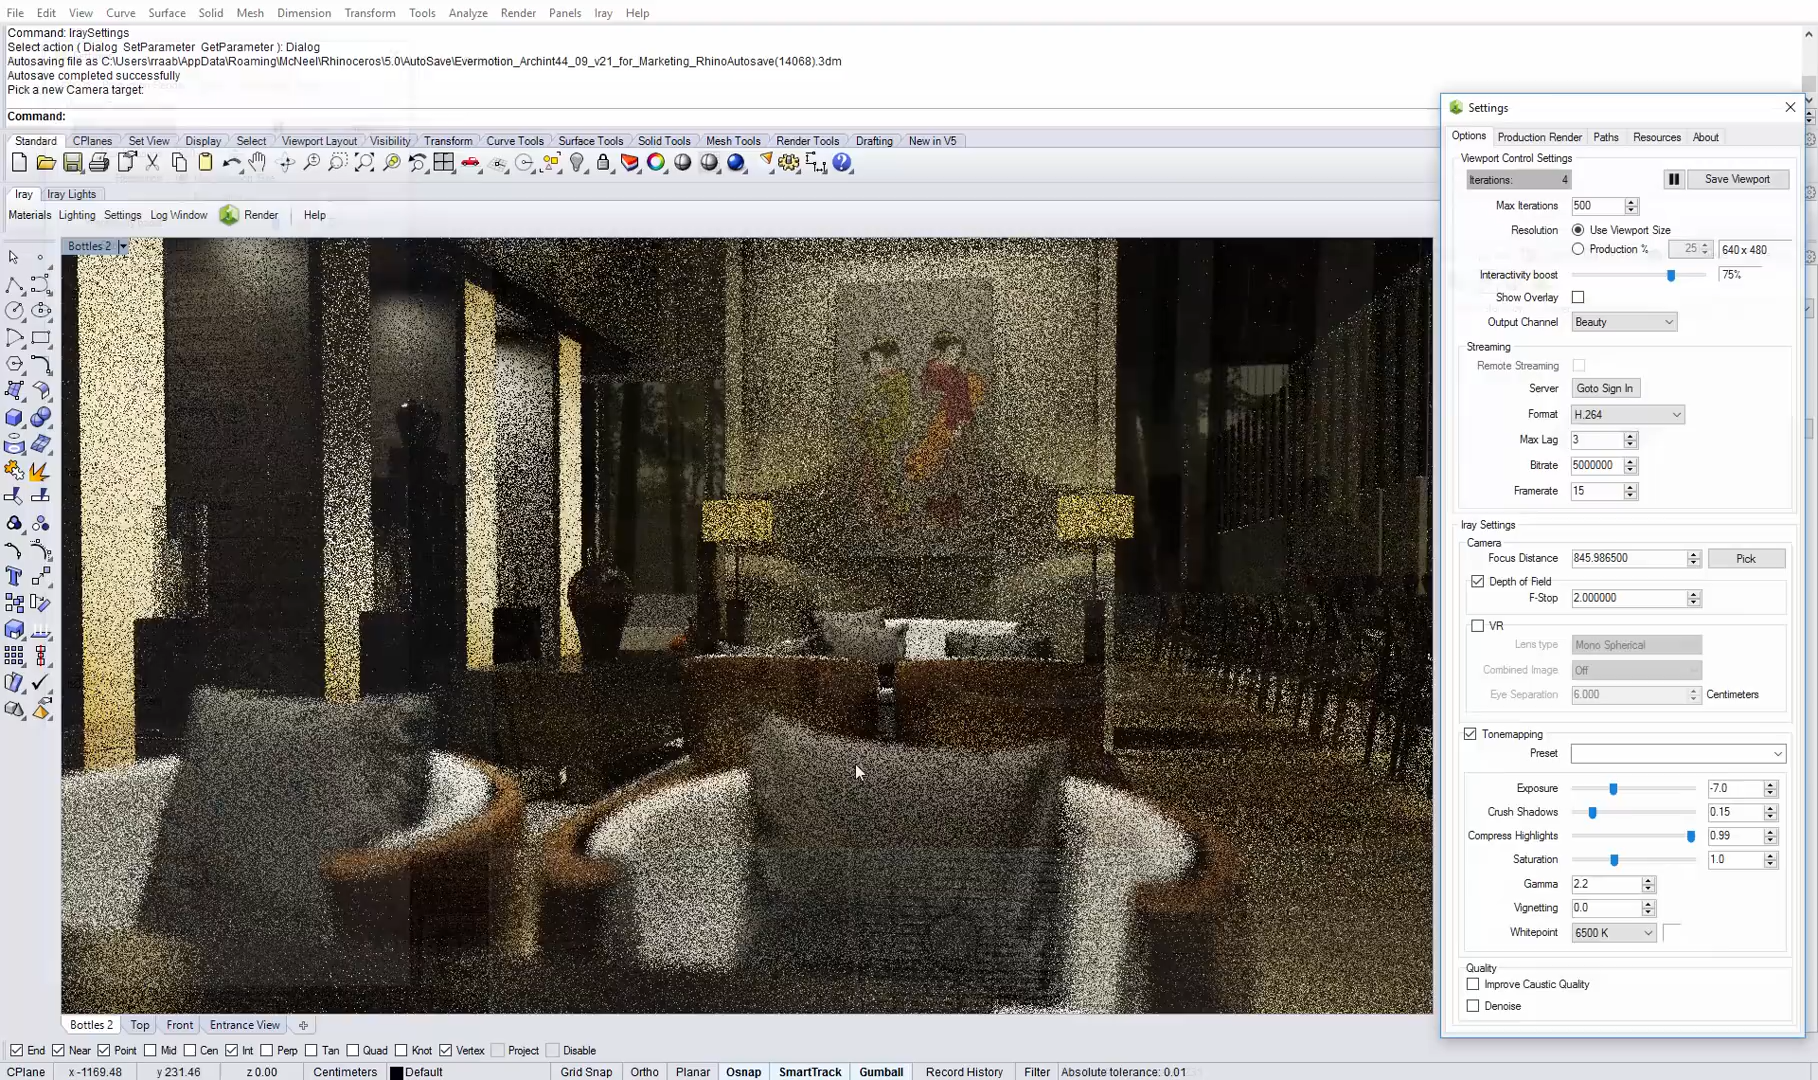 File Edit View Curve Surface Solid Mesh Dimension Transform Tools Analyze Render Panels Iray Help
Command: IraySettings
Select action ( Dialog SetParameter GetParameter ): Dialog
Autosaving file as C:\Users\rraab\AppData\Roaming\McNeel\Rhinoceros\5.0\AutoSave\Evermotion_Archint44_09_v21_for_Marketing_RhinoAutosave(14068).3dm
Autosave completed successfully
Pick a new Camera target:
Command:
Standard CPlanes Set View Display Select Viewport Layout Visibility Transform Curve Tools Surface Tools Solid Tools Mesh Tools Render Tools Drafting New in V5
Iray Iray Lights
Materials Lighting Settings Log Window Render Help
Bottles 2
Settings
Options Production Render Paths Resources About
Viewport Control Settings
Iterations: 4 Save Viewport
Max Iterations 500
Resolution Use Viewport Size
Production % 25 640 x 480
Interactivity boost 75%
Show Overlay
Output Channel Beauty
Streaming
Remote Streaming
Server Goto Sign In
Format H.264
Max Lag 3
Bitrate 5000000
Framerate 15
Iray Settings
Camera
Focus Distance 845.986500 Pick
Depth of Field
F-Stop 2.000000
VR
Lens type Mono Spherical
Combined Image Off
Eye Separation 6.000 Centimeters
Tonemapping
Preset
Exposure -7.0
Crush Shadows 0.15
Compress Highlights 0.99
Saturation 1.0
Gamma 2.2
Vignetting 0.0
Whitepoint 6500 K
Quality
Improve Caustic Quality
Denoise
Bottles 2 Top Front Entrance View
End Near Point Mid Cen Int Perp Tan Quad Knot Vertex Project Disable
CPlane x -1169.48 y 231.46 z 0.00 Centimeters Default Grid Snap Ortho Planar Osnap SmartTrack Gumball Record History Filter Absolute tolerance: 0.01